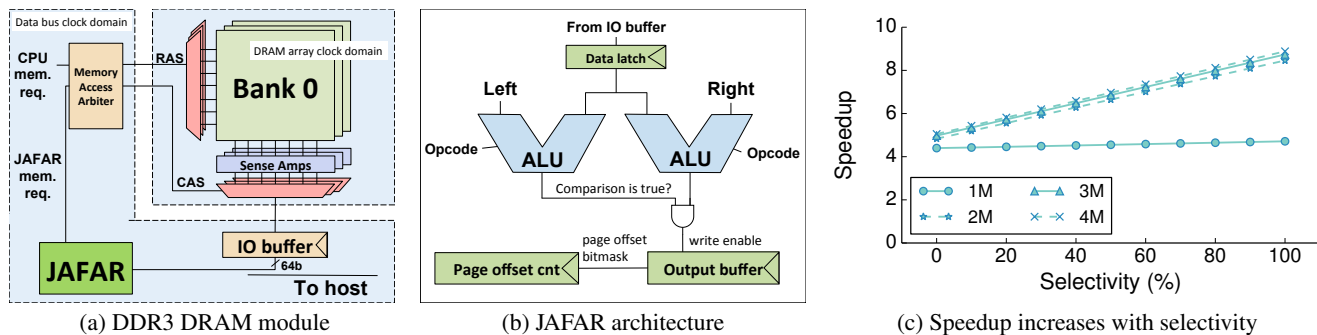 Data bus clock domain
DRAM array clock domain
CPU
mem.
req.
Memory
Access
Arbiter
RAS
Bank 0
JAFAR
mem.
req.
Sense Amps
CAS
IO buffer
64b
JAFAR
To host
(a) DDR3 DRAM module
From IO buffer
Data latch
Left
Right
Opcode
ALU
ALU
Opcode
Comparison is true?
page offset
bitmask
write enable
Page offset cnt
Output buffer
(b) JAFAR architecture
Speedup
10
8
6
4
2
0
1M
2M
3M
4M
0
20
40
60
80
100
Selectivity (%)
(c) Speedup increases with selectivity